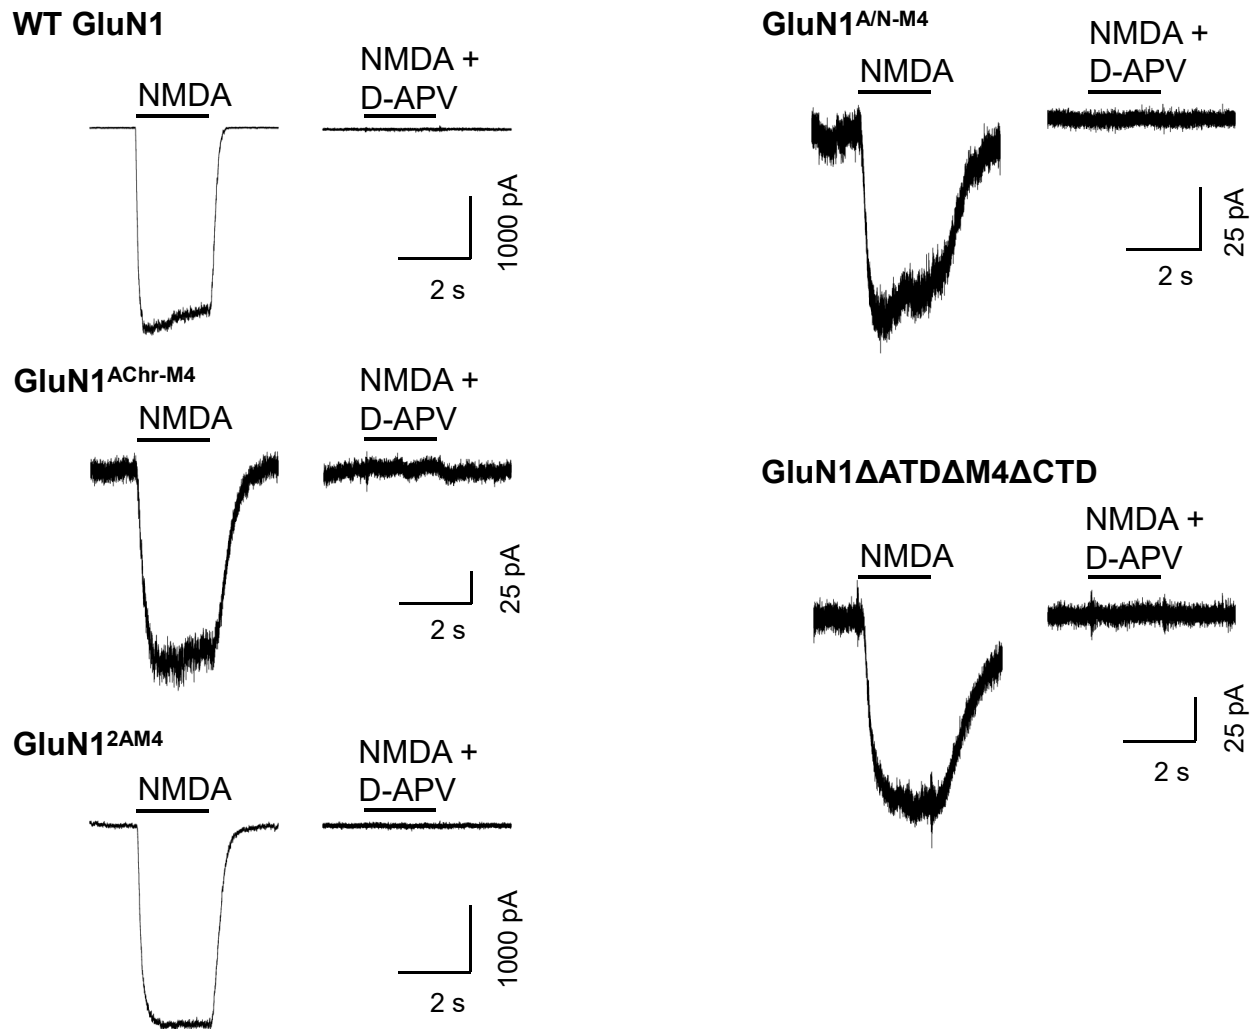 WT GluN1
NMDA
NMDA +
D-APV
1000 pA
2 s
GluN1AChr-M4
NMDA
NMDA +
D-APV
25 pA
2 s
GluN12AM4
NMDA
NMDA +
D-APV
1000 pA
2 s
GluN1A/N-M4
NMDA
NMDA +
D-APV
25 pA
2 s
GluN1ΔATDΔM4ΔCTD
NMDA
NMDA +
D-APV
25 pA
2 s